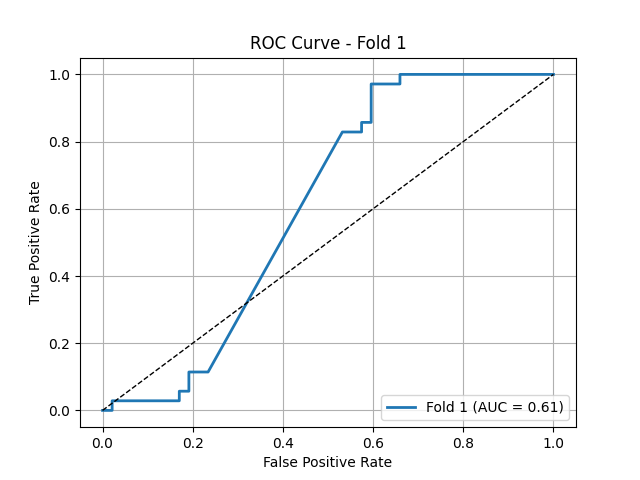 ROC Curve - Fold 1
True Positive Rate
1.0
0.8
0.6
0.4
0.2
0.0
Fold 1 (AUC = 0.61)
0.0 0.2 0.4 0.6 0.8 1.0
False Positive Rate